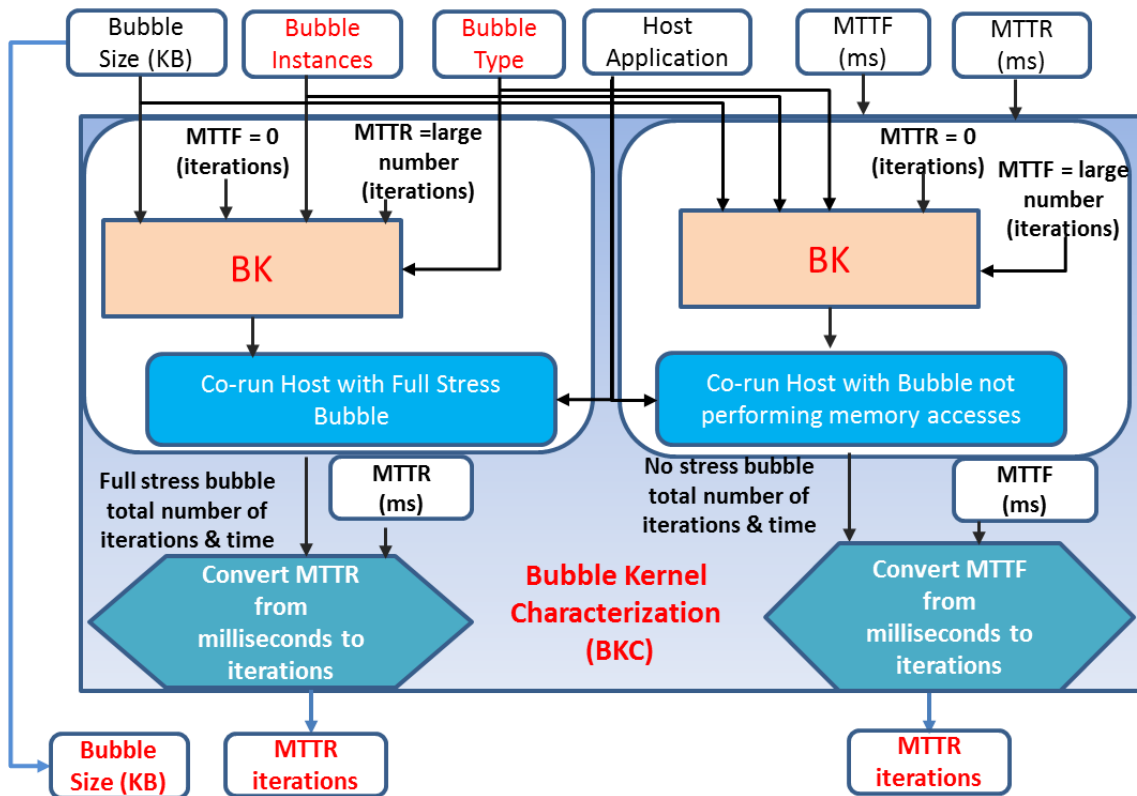 Bubble
Size (KB)
Bubble
Instances
Bubble
Type
Host
Application
MTTF
(ms)
MTTR
(ms)
MTTF = 0
(iterations)
MTTR =large
number
(iterations)
BK
Co-run Host with Full Stress
Bubble
MTTR = 0
(iterations)
MTTF = large
number
(iterations)
BK
Co-run Host with Bubble not
performing memory accesses
Full stress bubble
total number of
iterations & time
MTTR
(ms)
No stress bubble
total number of
iterations & time
MTTF
(ms)
Convert MTTR
from
milliseconds to
iterations
Bubble Kernel
Characterization
(BKC)
Convert MTTF
from
milliseconds to
iterations
Bubble
Size (KB)
MTTR
iterations
MTTR
iterations